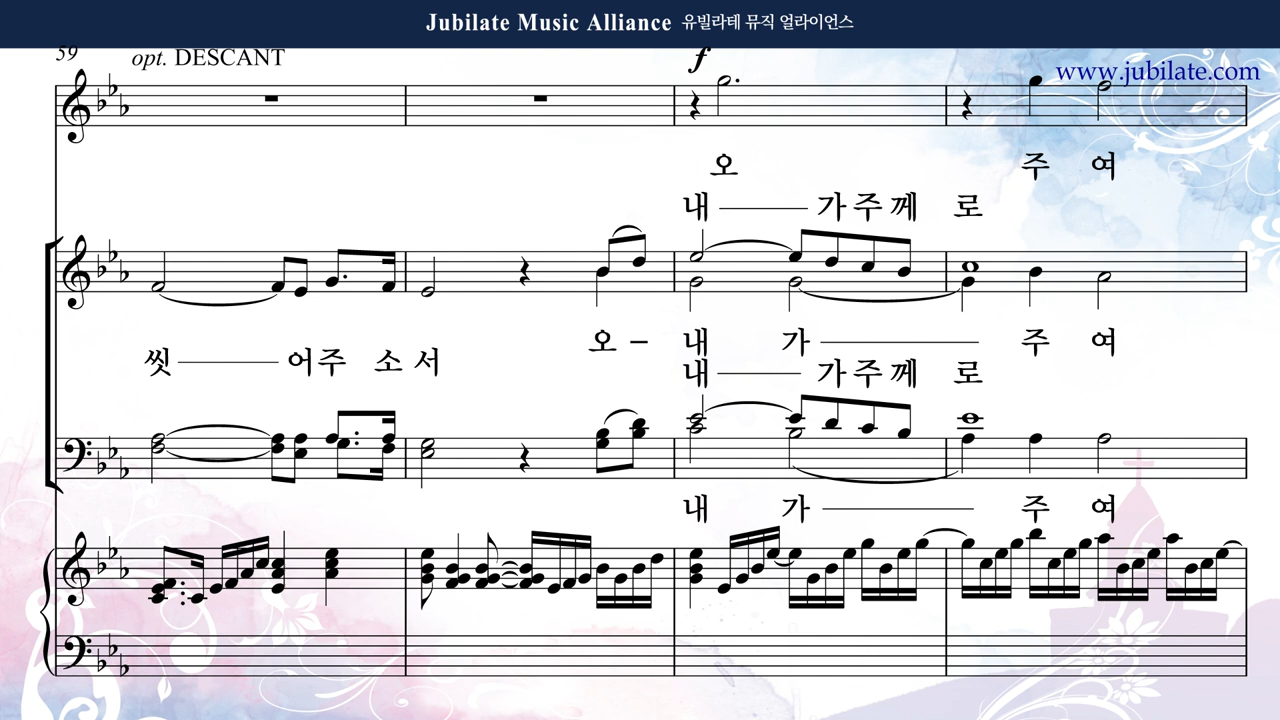 Jubilate Music Alliance 유빌라테 뮤직 얼라이언스
59 opt. DESCANT f
www.jubilate.com
오 주 여
내 가 주 께 로
오 – 내 가 주 여
씻 어 주 소 서 내 가 주 께 로
내 가 주 여